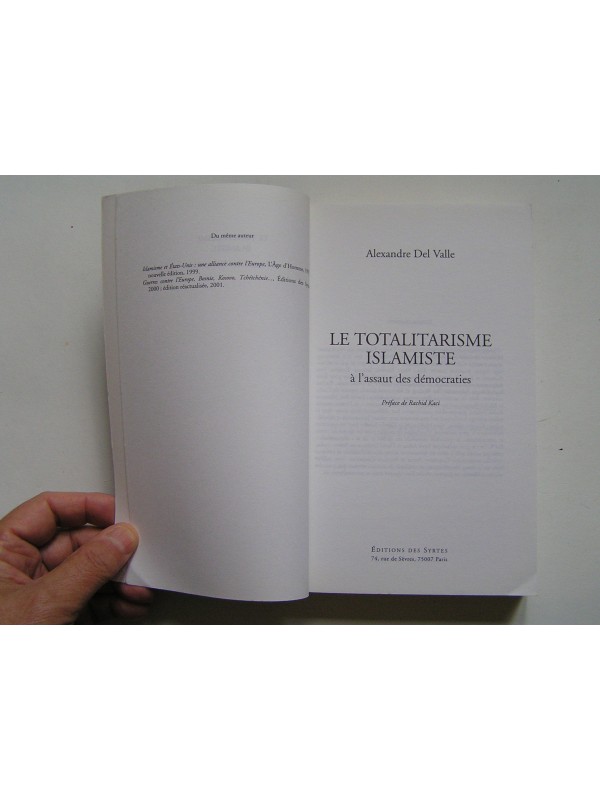 Du même auteur
Islamisme et États-Unis : une alliance contre l'Europe, L'Âge d'Homme,
nouvelle édition, 1999.
Guerre contre l'Europe, Bosnie, Kosovo, Tchétchénie…, Éditions des
2000 ; édition réactualisée, 2001.
Alexandre Del Valle
LE TOTALITARISME
ISLAMISTE
à l'assaut des démocraties
Préface de Rachid Kaci
ÉDITIONS DES SYRTES
74, rue de Sèvres, 75007 Paris